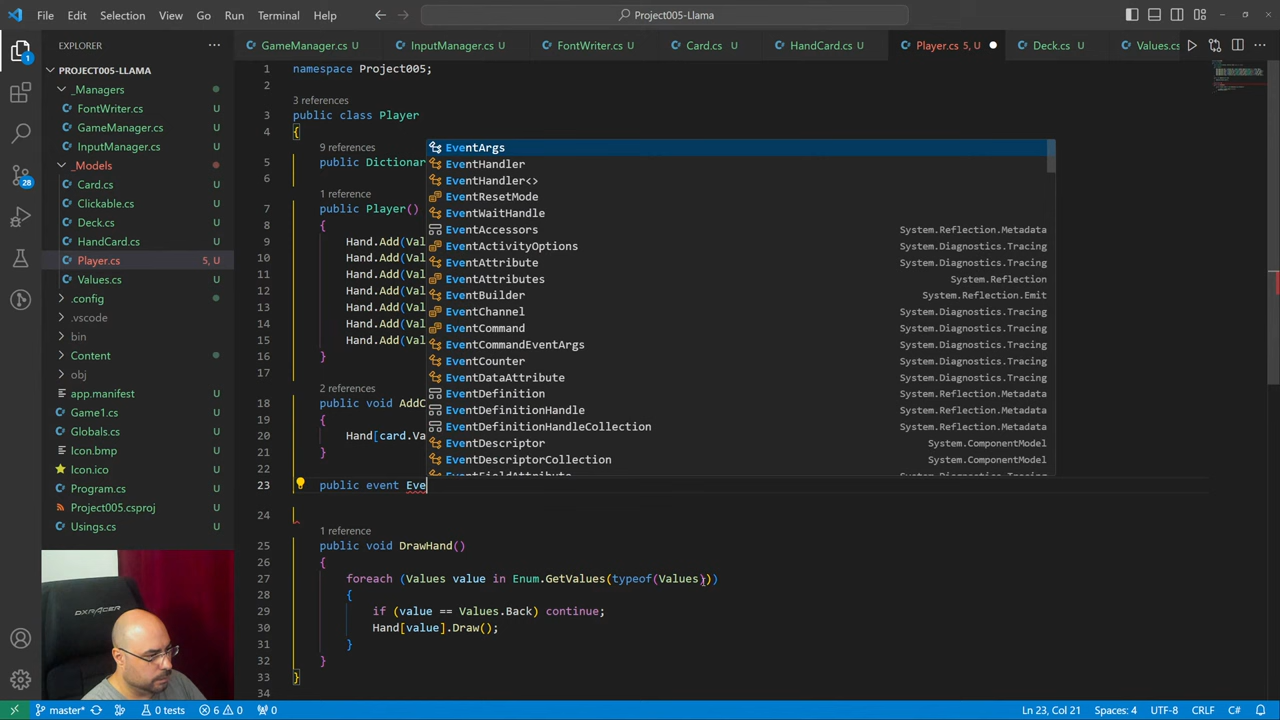 File Edit Selection View Go Run Terminal Help
Project005-Llama
EXPLORER
GameManager.cs U
InputManager.cs U
FontWriter.cs U
Card.cs U
HandCard.cs U
Player.cs 5, U
Deck.cs U
Values.cs
PROJECT005-LLAMA
_Managers
FontWriter.cs U
GameManager.cs U
InputManager.cs U
_Models
Card.cs U
Clickable.cs U
Deck.cs U
HandCard.cs U
Player.cs 5, U
Values.cs U
.config
.vscode
bin
Content
obj
app.manifest U
Game1.cs U
Globals.cs U
Icon.bmp U
Icon.ico U
Program.cs U
Project005.csproj U
Usings.cs U
28
1 namespace Project005;
2
3 references
3 public class Player
4 {
9 references
5 public Dictionar
6
1 reference
7 public Player()
8 {
9 Hand.Add(Val
10 Hand.Add(Val
11 Hand.Add(Val
12 Hand.Add(Val
13 Hand.Add(Val
14 Hand.Add(Val
15 Hand.Add(Val
16 }
17
2 references
18 public void AddC
19 {
20 Hand[card.Va
21 }
22
23 public event Eve
24
1 reference
25 public void DrawHand()
26 {
27 foreach (Values value in Enum.GetValues(typeof(Values)))
28 {
29 if (value == Values.Back) continue;
30 Hand[value].Draw();
31 }
32 }
33 }
34
EventArgs
EventHandler
EventHandler<>
EventResetMode
EventWaitHandle
EventAccessors System.Reflection.Metadata
EventActivityOptions System.Diagnostics.Tracing
EventAttribute System.Diagnostics.Tracing
EventAttributes System.Reflection
EventBuilder System.Reflection.Emit
EventChannel System.Diagnostics.Tracing
EventCommand System.Diagnostics.Tracing
EventCommandEventArgs System.Diagnostics.Tracing
EventCounter System.Diagnostics.Tracing
EventDataAttribute System.Diagnostics.Tracing
EventDefinition System.Reflection.Metadata
EventDefinitionHandle System.Reflection.Metadata
EventDefinitionHandleCollection System.Reflection.Metadata
EventDescriptor System.ComponentModel
EventDescriptorCollection System.ComponentModel
EventFieldAttribute System.Diagnostics.Tracing
DXRACER
master* 0 tests 6 0 0
Ln 23, Col 21 Spaces: 4 UTF-8 CRLF C#